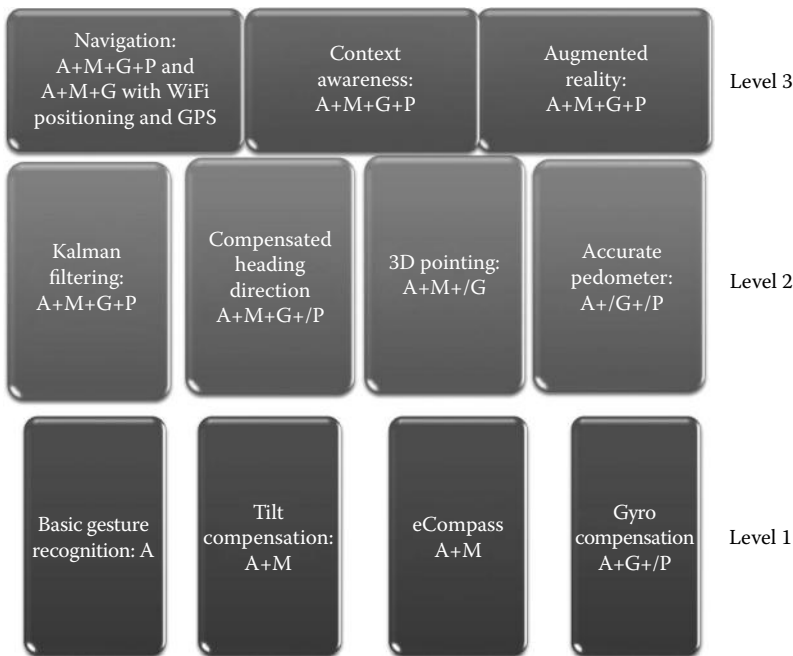 Navigation:
A+M+G+P and
A+M+G with WiFi
positioning and GPS
Context
awareness:
A+M+G+P
Augmented
reality:
A+M+G+P
Level 3
Kalman
filtering:
A+M+G+P
Compensated
heading
direction
A+M+G+/P
3D pointing:
A+M+/G
Accurate
pedometer:
A+/G+/P
Level 2
Basic gesture
recognition: A
Tilt
compensation:
A+M
eCompass
A+M
Gyro
compensation
A+G+/P
Level 1